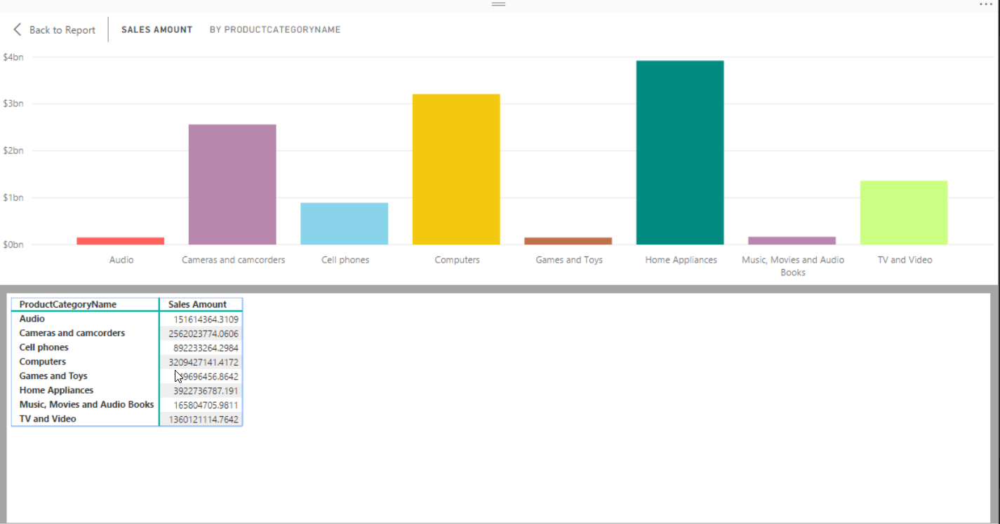 Back to Report SALES AMOUNT BY PRODUCTCATEGORYNAME
$4bn
$3bn
$2bn
$1bn
$0bn
Audio Cameras and camcorders Cell phones Computers Games and Toys Home Appliances Music, Movies and Audio Books TV and Video
ProductCategoryName Sales Amount
Audio 151614364.3109
Cameras and camcorders 2562023774.0606
Cell phones 892233264.2984
Computers 3209427141.4172
Games and Toys
Home Appliances 3922736787.191
Music, Movies and Audio Books 165804705.9811
TV and Video 1360121114.7642